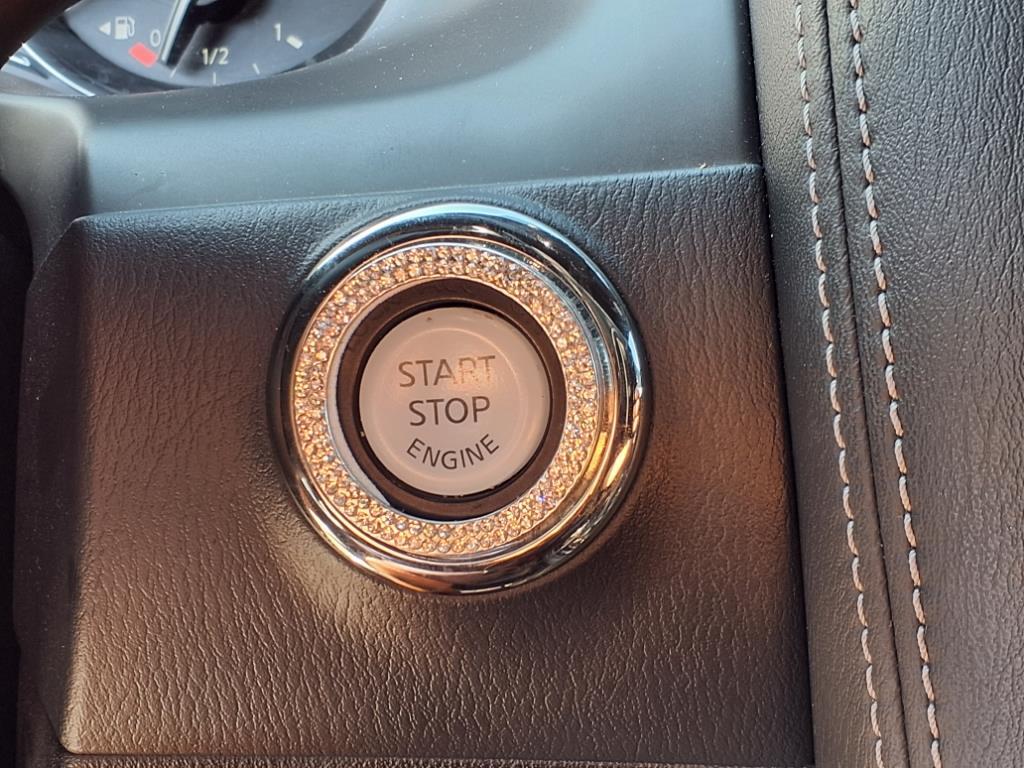 0
1/2
1
START
STOP
ENGINE